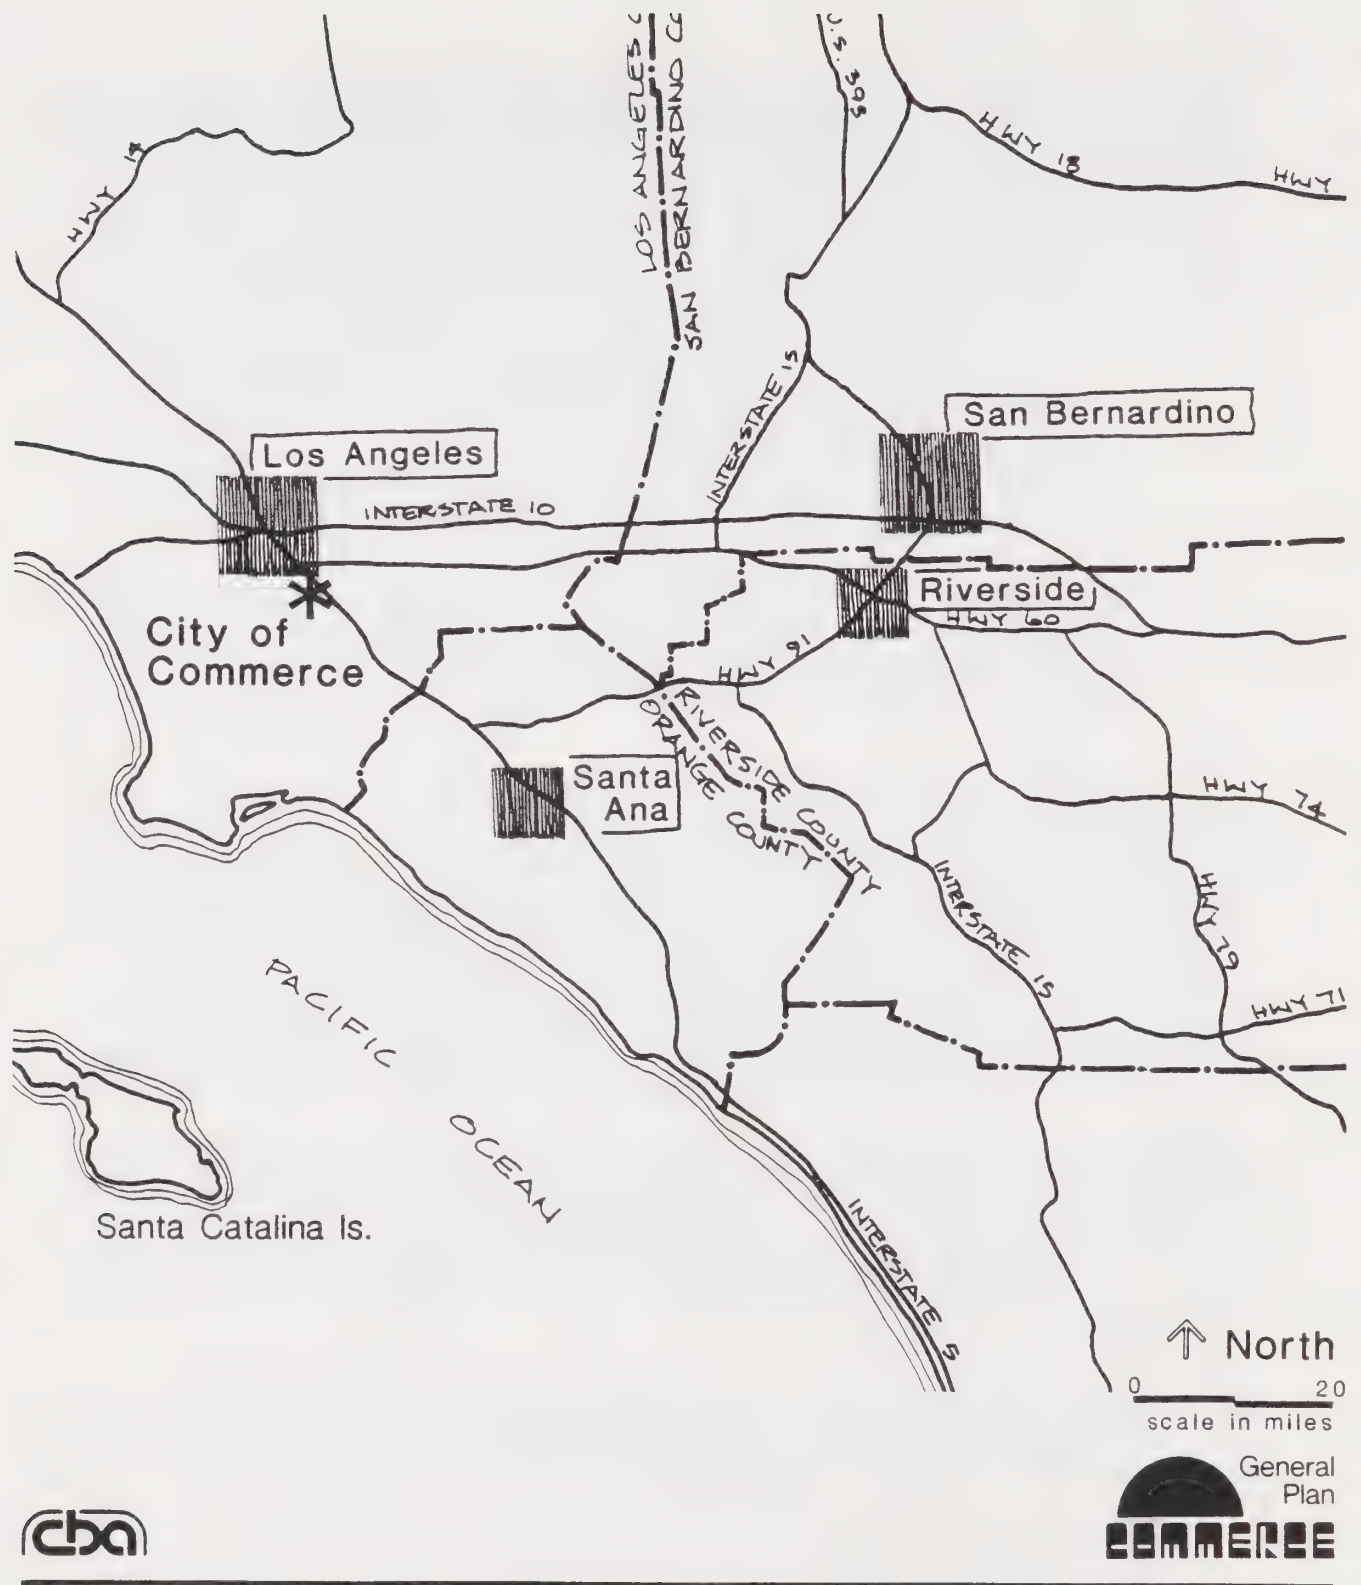 LOS ANGELES C
SAN BERNARDINO CO
U.S. 395
HWY 18
HWY
HWY 14
INTERSTATE 15
San Bernardino
Los Angeles
INTERSTATE 10
Riverside
HWY 60
City of
Commerce
HWY 91
RIVERSIDE COUNTY
ORANGE COUNTY
Santa
Ana
HWY 74
INTERSTATE 15
HWY 79
HWY 71
PACIFIC
OCEAN
Santa Catalina Is.
INTERSTATE 5
North
0 20
scale in miles
General
Plan
COMMERCE
cba